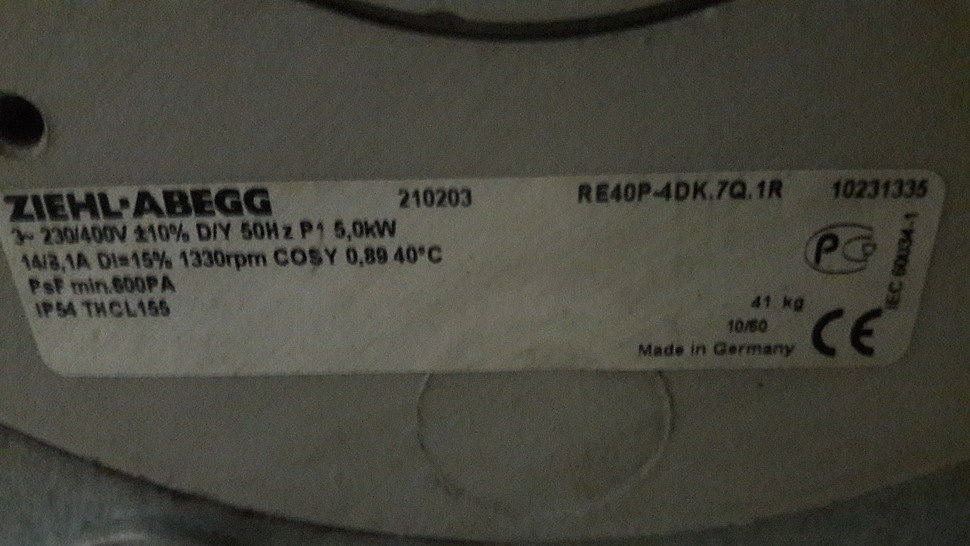 ZIEHL-ABEGG 210203 RE40P-4DK.7Q.1R 10231335
3~ 230/400V ±10% D/Y 50Hz P1 5,0kW
14/8,1A DI=15% 1330rpm COSY 0,89 40°C
PsF min.600PA
IP54 THCL155
41 kg
10/60
Made in Germany
CE
IEC 60034-1